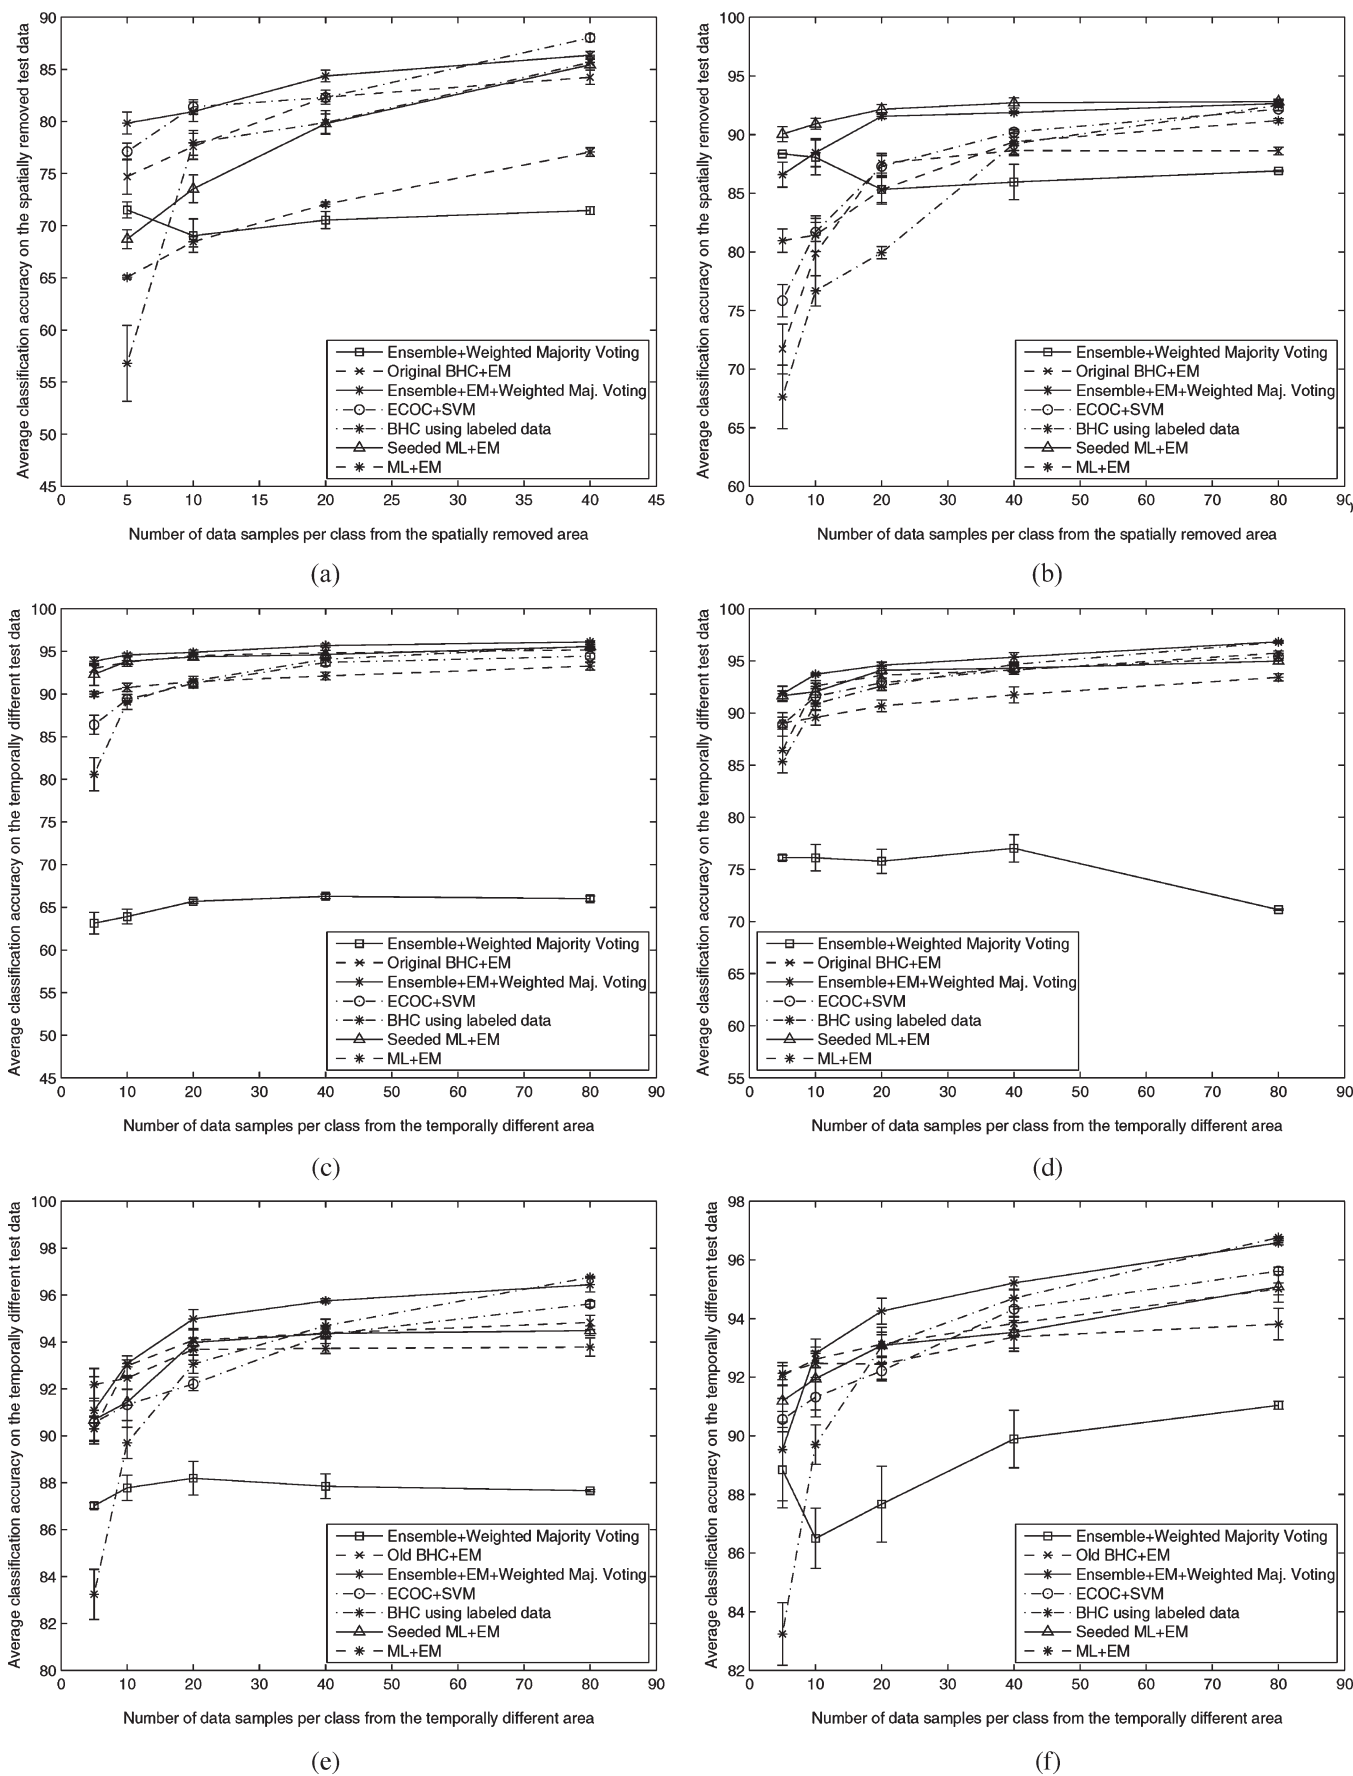 Average classification accuracy on the spatially removed test data
90
85
80
75
70
65
60
55
50
45
Ensemble+Weighted Majority Voting
Original BHC+EM
Ensemble+EM+Weighted Maj. Voting
ECOC+SVM
BHC using labeled data
Seeded ML+EM
ML+EM
0 5 10 15 20 25 30 35 40 45
Number of data samples per class from the spatially removed area
(a)
Average classification accuracy on the spatially removed test data
100
95
90
85
80
75
70
65
60
Ensemble+Weighted Majority Voting
Original BHC+EM
Ensemble+EM+Weighted Maj. Voting
ECOC+SVM
BHC using labeled data
Seeded ML+EM
ML+EM
0 10 20 30 40 50 60 70 80 90
Number of data samples per class from the spatially removed area
(b)
Average classification accuracy on the temporally different test data
100
95
90
85
80
75
70
65
60
55
50
45
Ensemble+Weighted Majority Voting
Original BHC+EM
Ensemble+EM+Weighted Maj. Voting
ECOC+SVM
BHC using labeled data
Seeded ML+EM
ML+EM
0 10 20 30 40 50 60 70 80 90
Number of data samples per class from the temporally different area
(c)
Average classification accuracy on the temporally different test data
100
95
90
85
80
75
70
65
60
55
Ensemble+Weighted Majority Voting
Original BHC+EM
Ensemble+EM+Weighted Maj. Voting
ECOC+SVM
BHC using labeled data
Seeded ML+EM
ML+EM
0 10 20 30 40 50 60 70 80 90
Number of data samples per class from the temporally different area
(d)
Average classification accuracy on the temporally different test data
100
98
96
94
92
90
88
86
84
82
80
Ensemble+Weighted Majority Voting
Old BHC+EM
Ensemble+EM+Weighted Maj. Voting
ECOC+SVM
BHC using labeled data
Seeded ML+EM
ML+EM
0 10 20 30 40 50 60 70 80 90
Number of data samples per class from the temporally different area
(e)
Average classification accuracy on the temporally different test data
98
96
94
92
90
88
86
84
82
Ensemble+Weighted Majority Voting
Old BHC+EM
Ensemble+EM+Weighted Maj. Voting
ECOC+SVM
BHC using labeled data
Seeded ML+EM
ML+EM
0 10 20 30 40 50 60 70 80 90
Number of data samples per class from the temporally different area
(f)